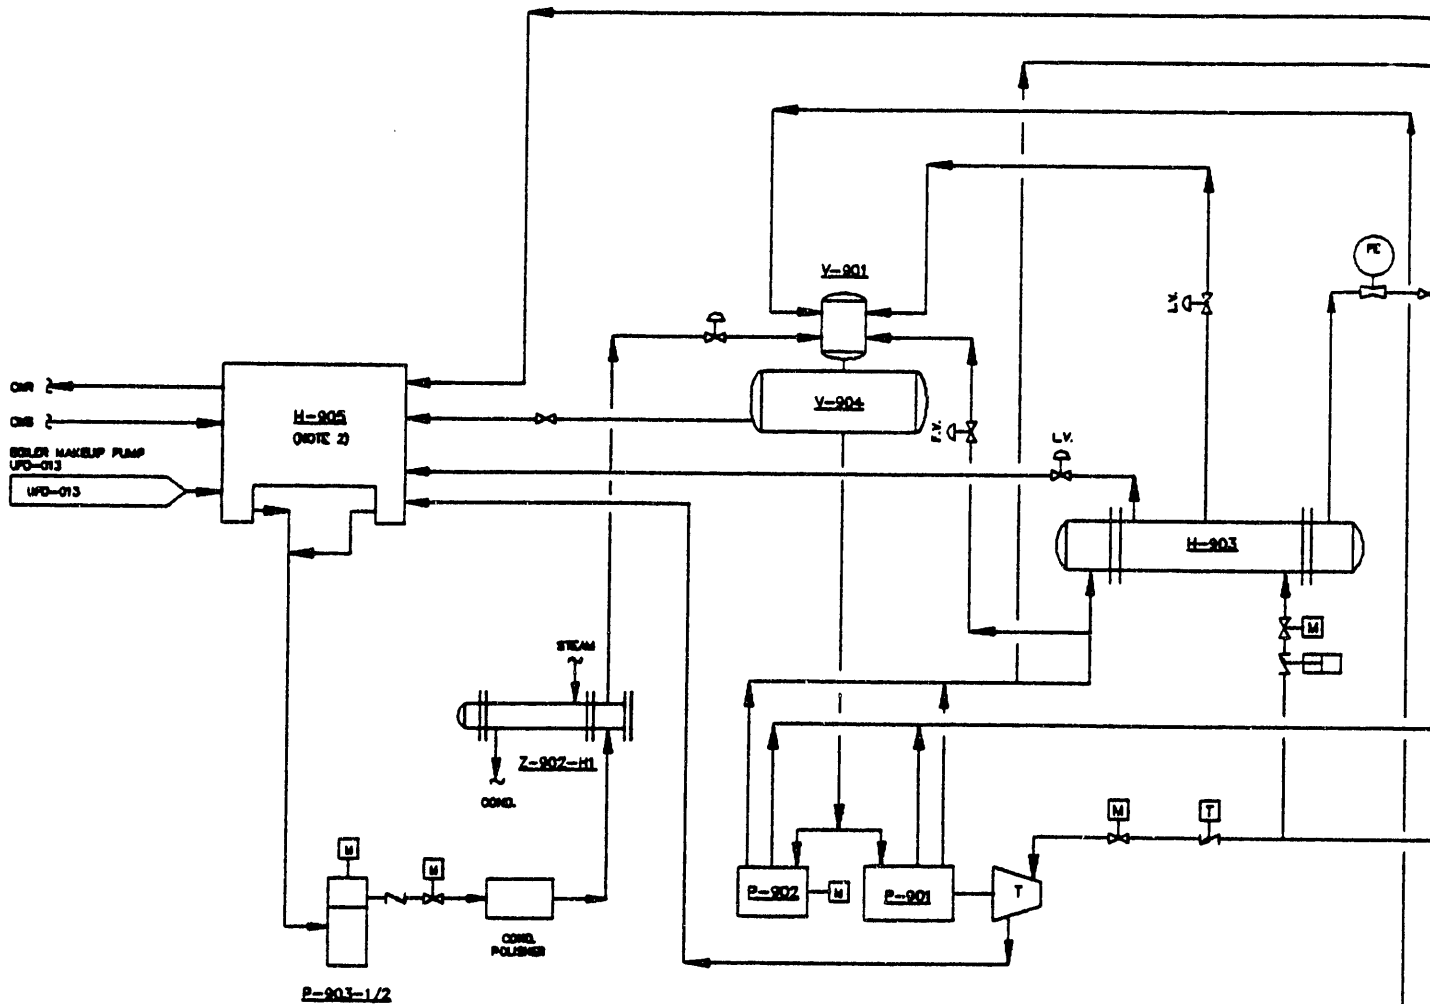 PC
V-901
L.V.
CWR
V-904
H-905
(NOTE 2)
CWS
F.V.
L.V.
BOILER MAKEUP PUMP
UFD-013
UFD-013
H-903
M
STEAM
Z-902-H1
COND.
M
T
M
M
P-902
M
P-901
T
COND.
POLISHER
P-903-1/2